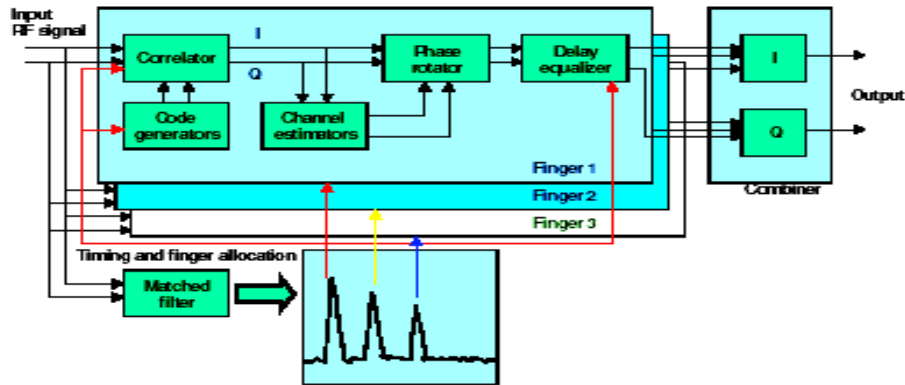 Input
RF signal
Correlator
I
Q
Phase
rotator
Delay
equalizer
I
Output
Code
generators
Channel
estimators
Q
Finger 1
Combiner
Finger 2
Finger 3
Timing and finger allocation
Matched
filter